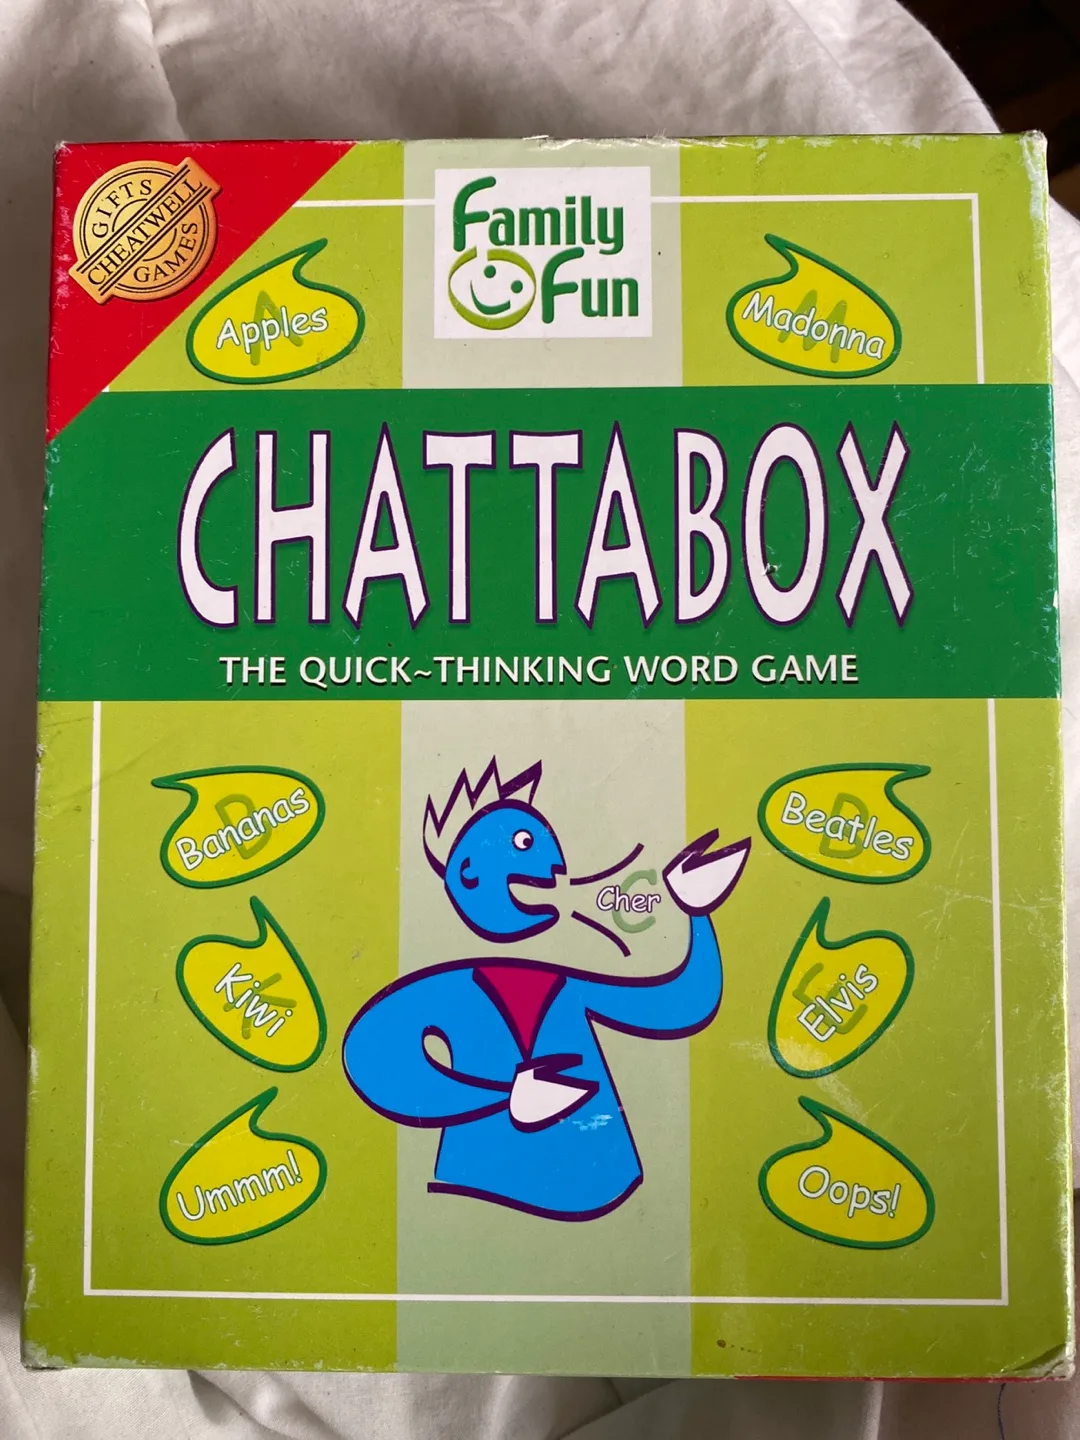 GIFTS
CHEATWELL
GAMES
Family
Fun
A
Apples
M
Madonna
CHATTABOX
THE QUICK~THINKING WORD GAME
B
Bananas
B
Beatles
C
Cher
K
Kiwi
E
Elvis
Ummm!
Oops!